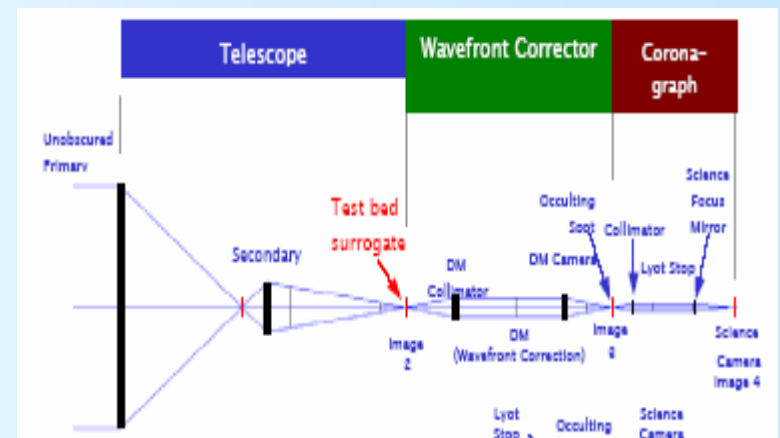 Telescope
Wavefront Corrector
Corona-
graph
Unobscured
Primary
Test bed
surrogate
Secondary
DM
Collimator
Occulting
Spot
DM Camera
Collimator
Science
Focus
Mirror
Lyot Stop
Image
2
DM
(Wavefront Correction)
Image
Science
Camera
Image 4
Lyot
Stop
Occulting
Science
Camera